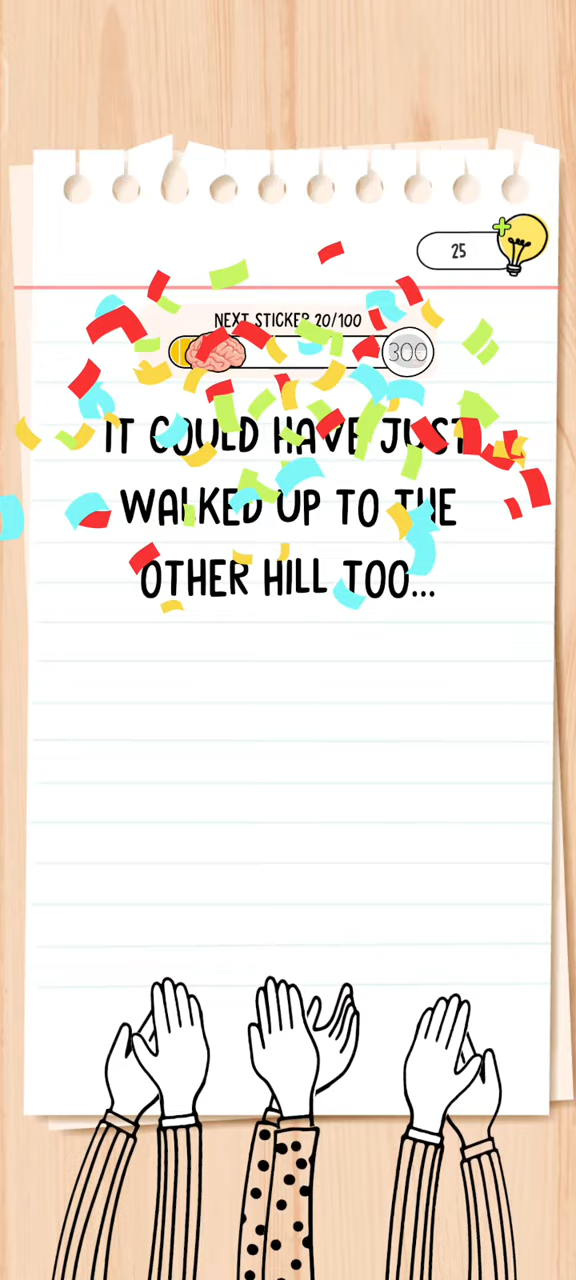 25
NEXT STICKER 20/100
300
IT COULD HAVE JUST
WALKED UP TO THE
OTHER HILL TOO...